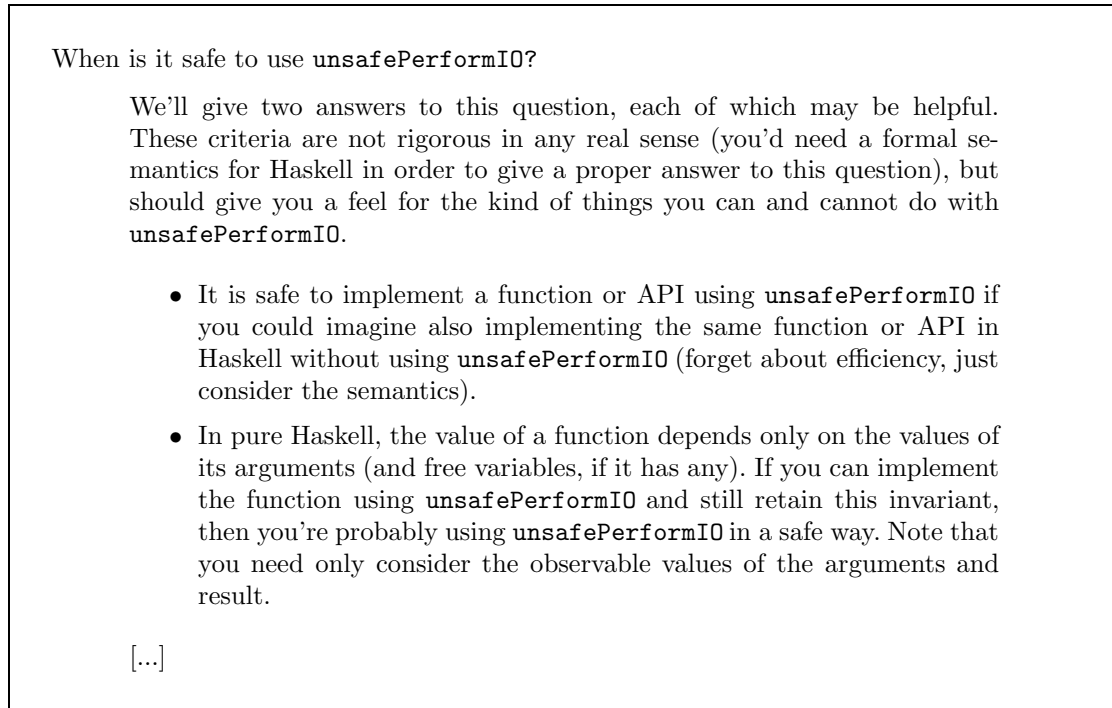 When is it safe to use unsafePerformIO?
We'll give two answers to this question, each of which may be helpful.
These criteria are not rigorous in any real sense (you'd need a formal se-
mantics for Haskell in order to give a proper answer to this question), but
should give you a feel for the kind of things you can and cannot do with
unsafePerformIO.
• It is safe to implement a function or API using unsafePerformIO if
you could imagine also implementing the same function or API in
Haskell without using unsafePerformIO (forget about efficiency, just
consider the semantics).
• In pure Haskell, the value of a function depends only on the values of
its arguments (and free variables, if it has any). If you can implement
the function using unsafePerformIO and still retain this invariant,
then you're probably using unsafePerformIO in a safe way. Note that
you need only consider the observable values of the arguments and
result.
[...]